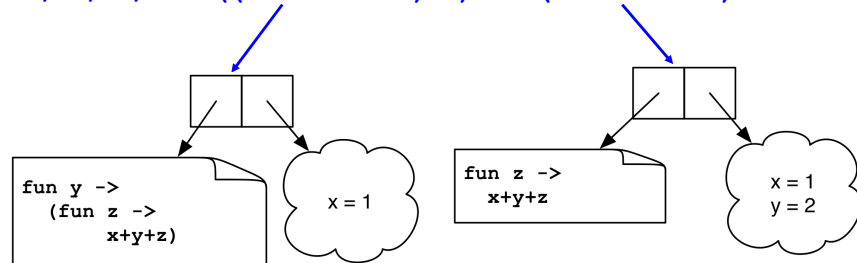 fun y ->
(fun z ->
x+y+z)
x = 1
fun z ->
x+y+z
x = 1
y = 2